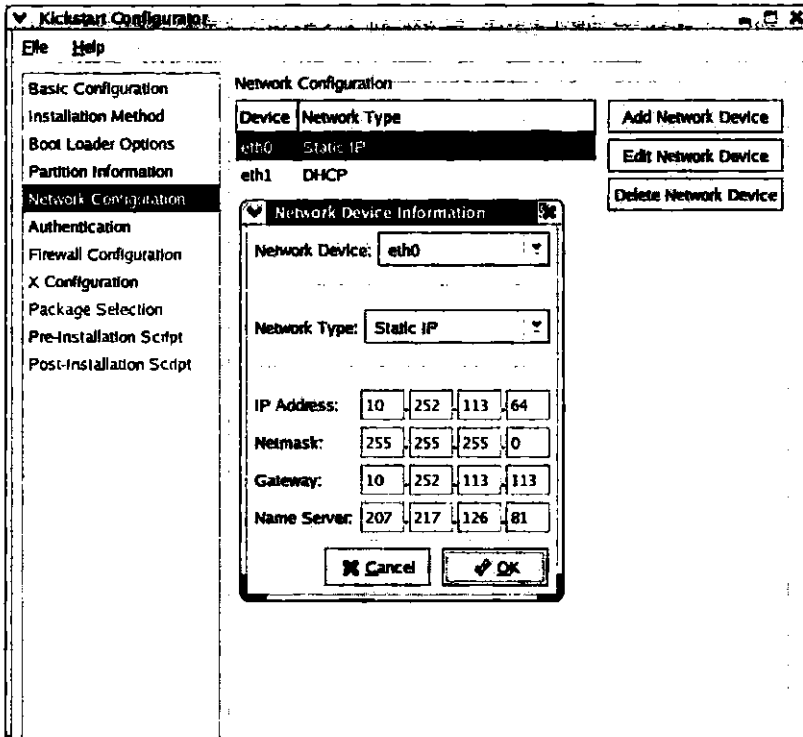 Kickstart Configurator
File Help
Basic Configuration
Installation Method
Boot Loader Options
Partition Information
Network Configuration
Authentication
Firewall Configuration
X Configuration
Package Selection
Pre-Installation Script
Post-Installation Script
Network Configuration
Device Network Type
eth0 Static IP
eth1 DHCP
Add Network Device
Edit Network Device
Delete Network Device
Network Device Information
Network Device: eth0
Network Type: Static IP
IP Address: 10 . 252 . 113 . 64
Netmask: 255 . 255 . 255 . 0
Gateway: 10 . 252 . 113 . 113
Name Server: 207 . 217 . 126 . 81
Cancel OK